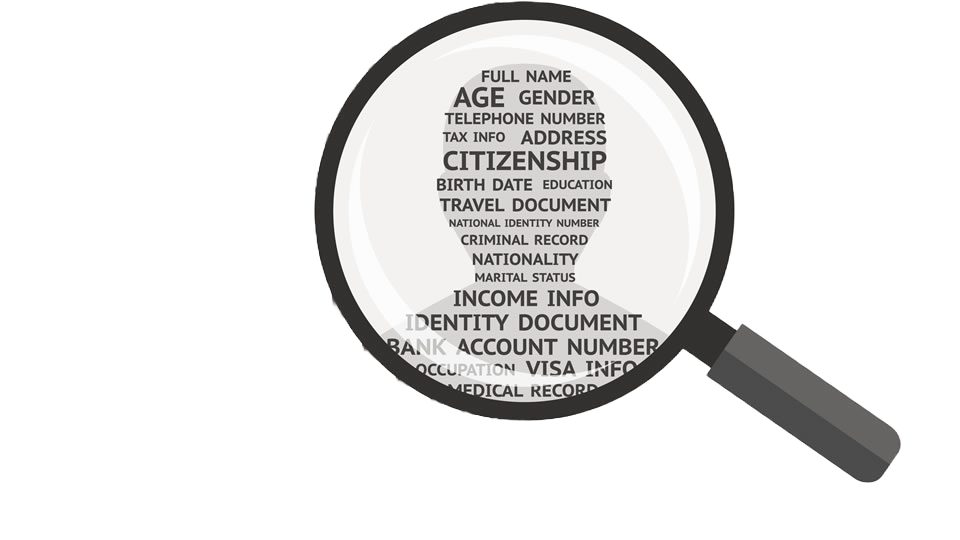 FULL NAME
AGE GENDER
TELEPHONE NUMBER
TAX INFO ADDRESS
CITIZENSHIP
BIRTH DATE EDUCATION
TRAVEL DOCUMENT
NATIONAL IDENTITY NUMBER
CRIMINAL RECORD
NATIONALITY
MARITAL STATUS
INCOME INFO
IDENTITY DOCUMENT
BANK ACCOUNT NUMBER
OCCUPATION VISA INFO
MEDICAL RECORD